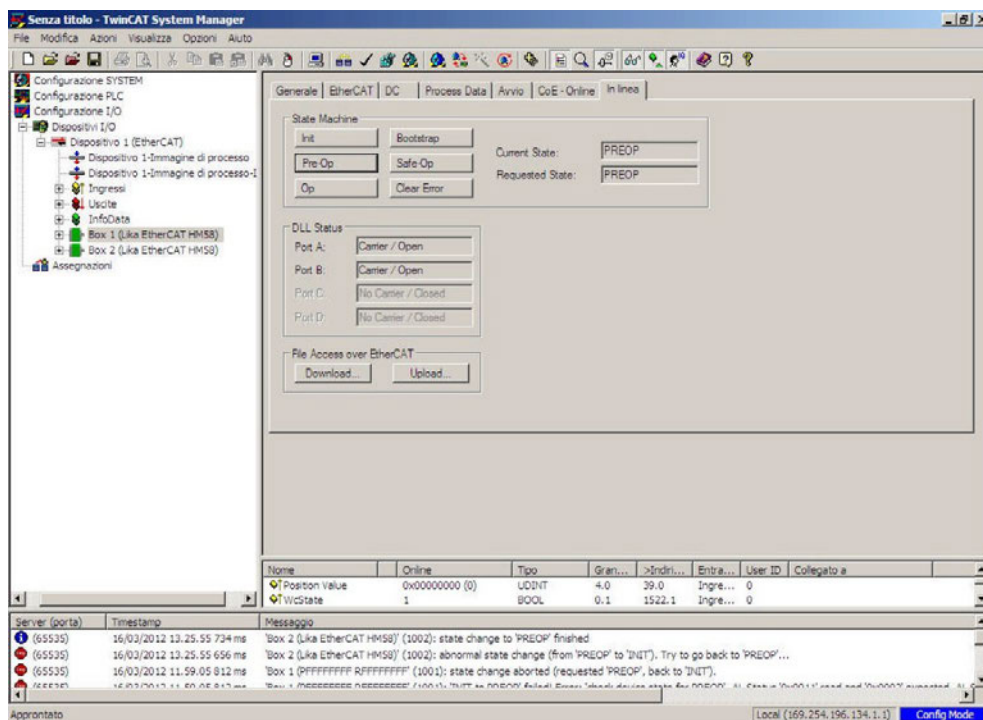 Senza titolo - TwinCAT System Manager
File Modifica Azioni Visualizza Opzioni Aiuto
Configurazione SYSTEM
Configurazione PLC
Configurazione I/O
Dispositivi I/O
Dispositivo 1 (EtherCAT)
Dispositivo 1-Immagine di processo
Dispositivo 1-Immagine di processo-I
Ingressi
Uscite
InfoData
Box 1 (Lika EtherCAT HM58)
Box 2 (Lika EtherCAT HM58)
Assegnazioni
Generale EtherCAT DC Process Data Avvio CoE - Online In linea
State Machine
Init Bootstrap
Pre-Op Safe-Op
Op Clear Error
Current State: PREOP
Requested State: PREOP
DLL Status
Port A: Carrier / Open
Port B: Carrier / Open
Port C: No Carrier / Closed
Port D: No Carrier / Closed
File Access over EtherCAT
Download... Upload...
Nome Online Tipo Gran... >Indiri... Entra... User ID Collegato a
Position Value 0x00000000 (0) UDINT 4.0 39.0 Ingre... 0
WcState 1 BOOL 0.1 1522.1 Ingre... 0
Server (porta) Timestamp Messaggio
(65535) 16/03/2012 13.25.55 734 ms 'Box 2 (Lika EtherCAT HM58)' (1002): state change to 'PREOP' finished
(65535) 16/03/2012 13.25.55 656 ms 'Box 2 (Lika EtherCAT HM58)' (1002): abnormal state change (from 'PREOP' to 'INIT'). Try to go back to 'PREOP'...
(65535) 16/03/2012 11.59.05 812 ms 'Box 1 (PFFFFFFFF RFFFFFFFF' (1001): state change aborted (requested 'PREOP', back to 'INIT').
(65535) 16/03/2012 11.59.05 812 ms
Approntato Local (169.254.196.134.1.1) Config Mode